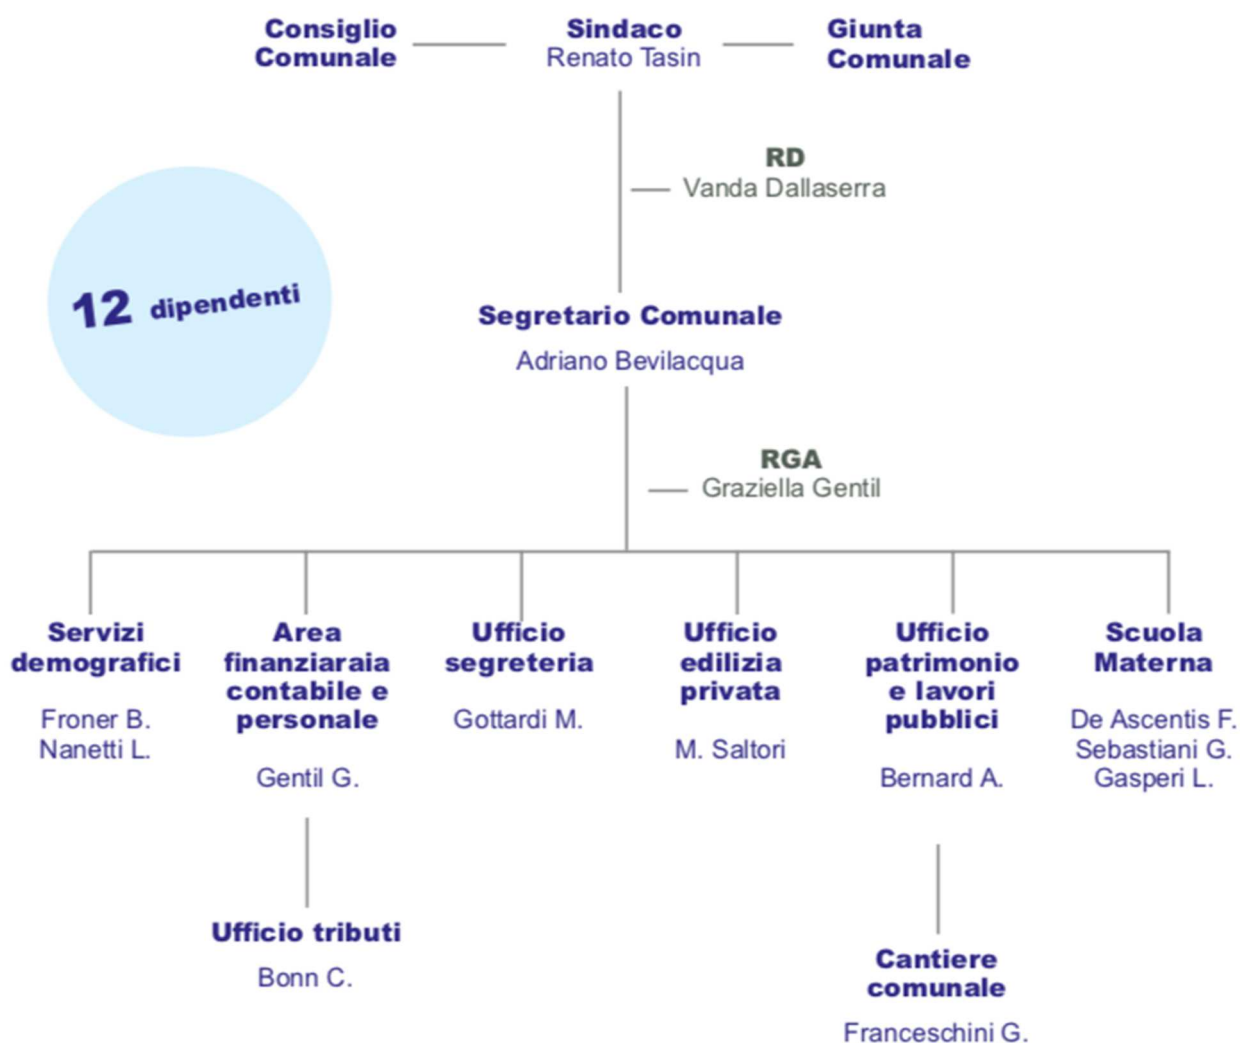 Consiglio
Comunale
Sindaco
Renato Tasin
Giunta
Comunale
RD
Vanda Dallaserra
12 dipendenti
Segretario Comunale
Adriano Bevilacqua
RGA
Graziella Gentil
Servizi
demografici
Froner B.
Nanetti L.
Area
finanziaraia
contabile e
personale
Gentil G.
Ufficio
segreteria
Gottardi M.
Ufficio
edilizia
privata
M. Saltori
Ufficio
patrimonio
e lavori
pubblici
Bernard A.
Scuola
Materna
De Ascentis F.
Sebastiani G.
Gasperi L.
Ufficio tributi
Bonn C.
Cantiere
comunale
Franceschini G.